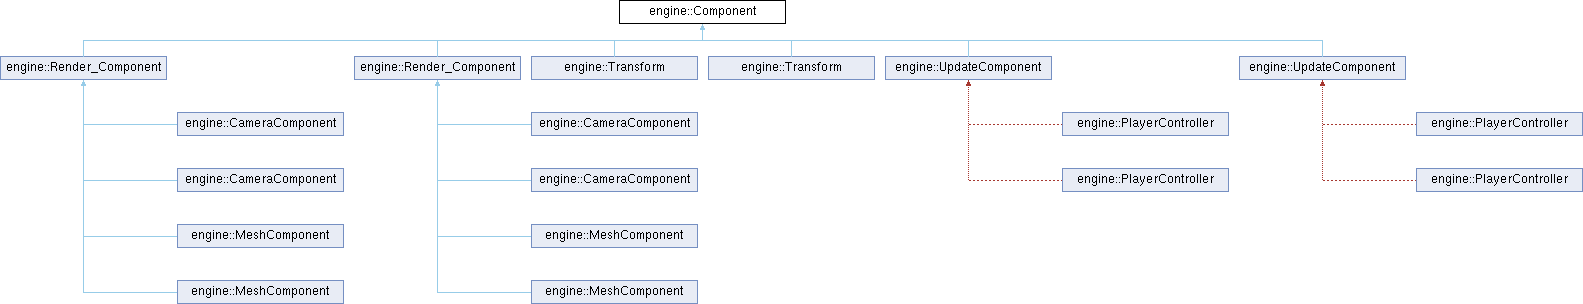 engine::Component
engine::Render_Component
engine::Render_Component
engine::Transform
engine::Transform
engine::UpdateComponent
engine::UpdateComponent
engine::CameraComponent
engine::CameraComponent
engine::PlayerController
engine::PlayerController
engine::CameraComponent
engine::CameraComponent
engine::PlayerController
engine::PlayerController
engine::MeshComponent
engine::MeshComponent
engine::MeshComponent
engine::MeshComponent